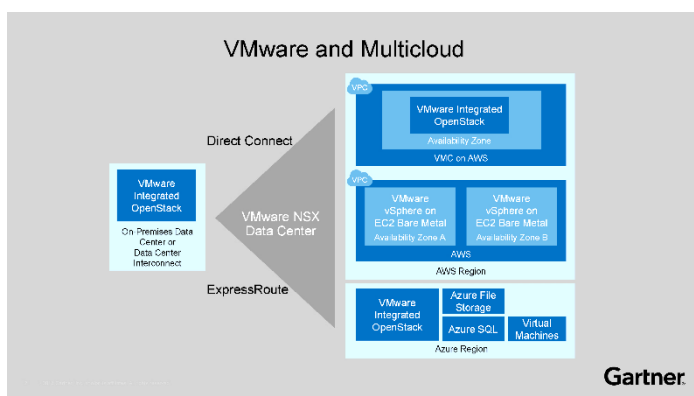 VMware and Multicloud
VPC
VMware Integrated
OpenStack
Availability Zone
VMC on AWS
Direct Connect
VMware
Integrated
OpenStack
On-Premises Data
Center or
Data Center
Interconnect
VMware NSX
Data Center
VPC
VMware
vSphere on
EC2 Bare Metal
Availability Zone A
VMware
vSphere on
EC2 Bare Metal
Availability Zone B
AWS
AWS Region
ExpressRoute
VMware
Integrated
OpenStack
Azure File
Storage
Azure SQL
Virtual
Machines
Azure Region
Gartner.